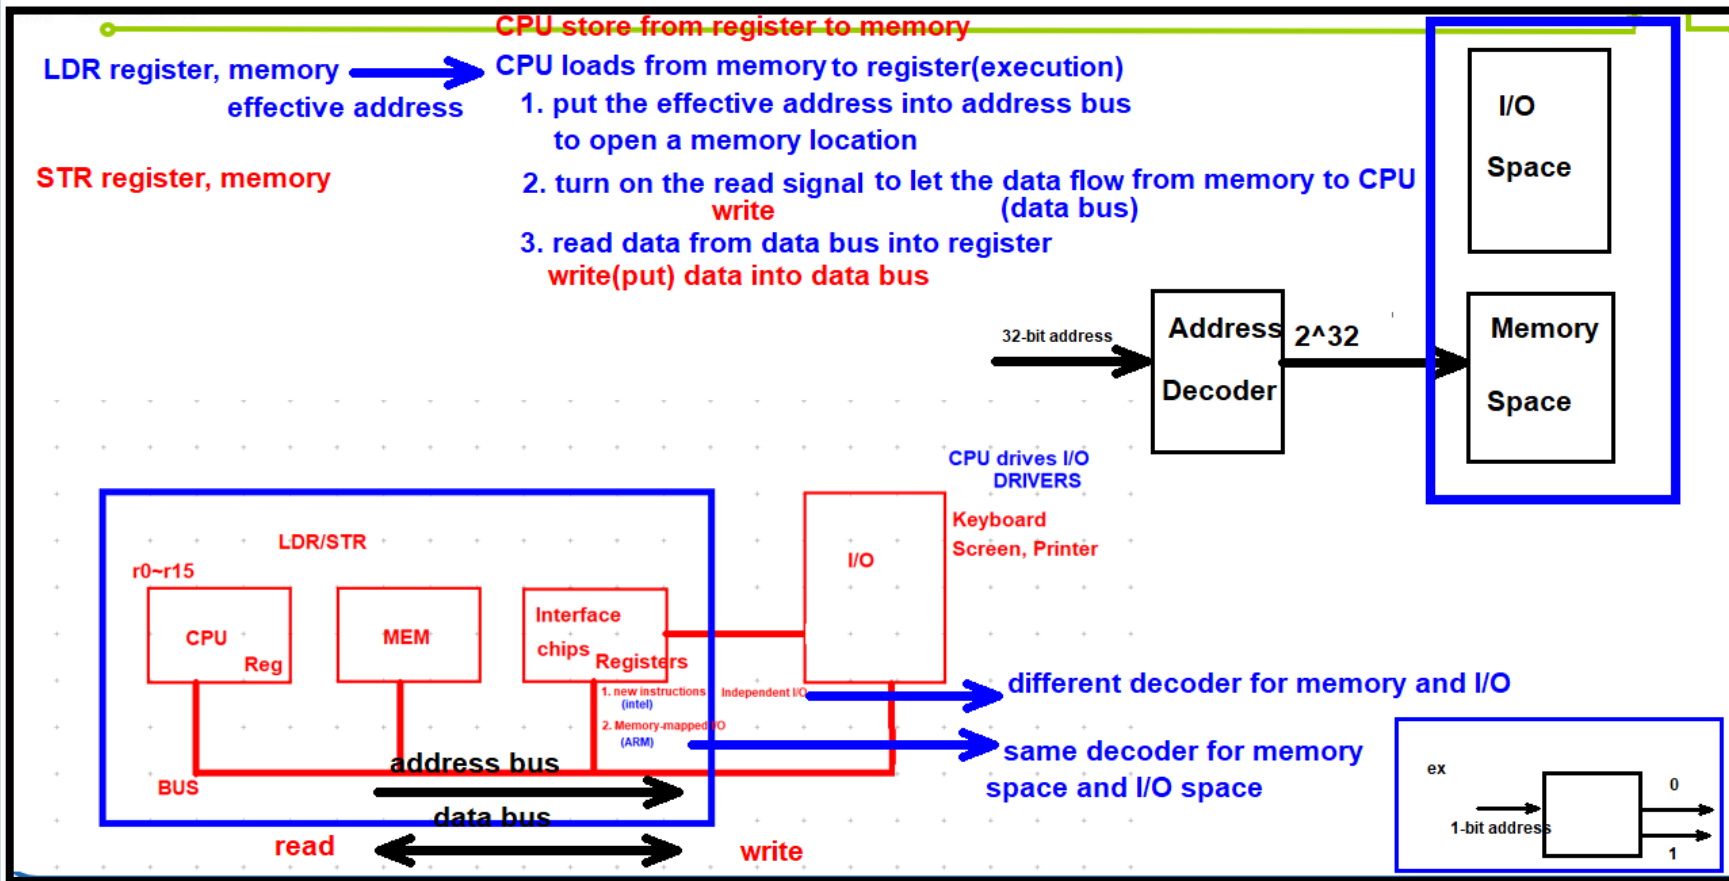 CPU store from register to memory
LDR register, memory
CPU loads from memory to register(execution)
effective address
1. put the effective address into address bus
to open a memory location
STR register, memory
2. turn on the read signal to let the data flow from memory to CPU
write
(data bus)
3. read data from data bus into register
write(put) data into data bus
I/O
Space
32-bit address
Address
Decoder
2^32
Memory
Space
CPU drives I/O
DRIVERS
LDR/STR
r0~r15
CPU
Reg
MEM
Interface
chips
Registers
I/O
Keyboard
Screen, Printer
1. new instructions
(intel)
Independent I/O
different decoder for memory and I/O
2. Memory-mapped I/O
(ARM)
same decoder for memory
space and I/O space
BUS
address bus
data bus
read
write
ex
1-bit address
0
1